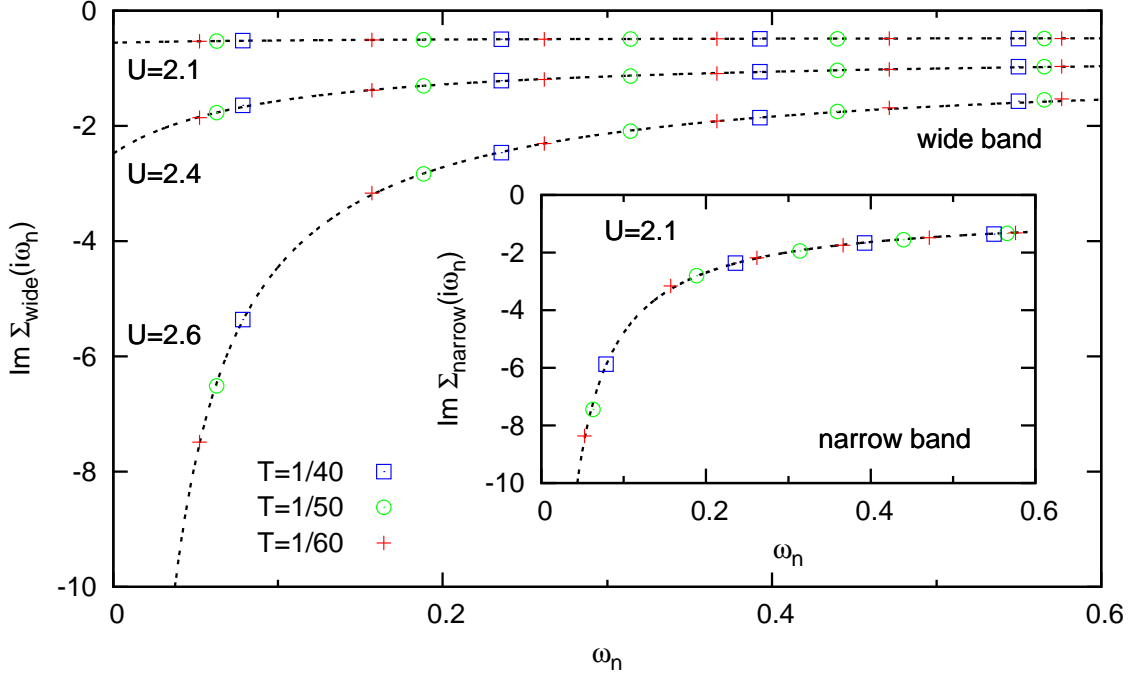 0
-2
-4
-6
-8
-10
0
0.2
0.4
0.6
Im Σwide(iωn)
ωn
U=2.1
U=2.4
U=2.6
wide band
T=1/40
T=1/50
T=1/60
0
-2
-4
-6
-8
-10
0
0.2
0.4
0.6
Im Σnarrow(iωn)
ωn
U=2.1
narrow band